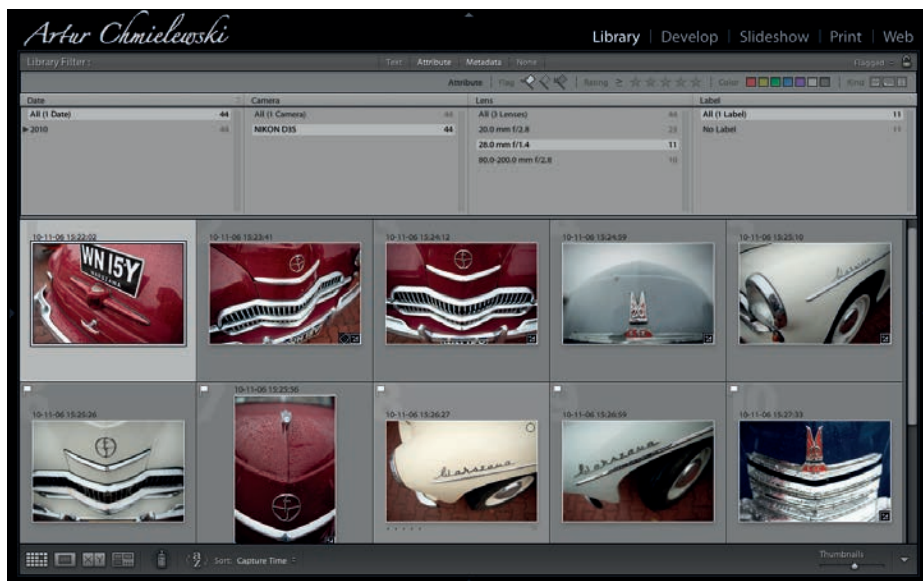 Artur Chmielewski
Library | Develop | Slideshow | Print | Web
Library Filter: Text Attribute Metadata None Flagged
Attribute Flag Rating ≥ Color Kind
Date Camera Lens Label
All (1 Date) 44 All (1 Camera) 44 All (3 Lenses) 44 All (1 Label) 11
2010 44 NIKON D3S 44 20.0 mm f/2.8 No Label 11
28.0 mm f/1.4 11
80.0-200.0 mm f/2.8 10
10-11-06 15:22:02 10-11-06 15:23:41 10-11-06 15:24:12 10-11-06 15:24:59 10-11-06 15:25:10
WN 15Y
WARSZAWA
Warszawa
10-11-06 15:25:26 10-11-06 15:25:56 10-11-06 15:26:27 10-11-06 15:26:59 10-11-06 15:27:33
Warszawa Warszawa
XY Sort: Capture Time Thumbnails